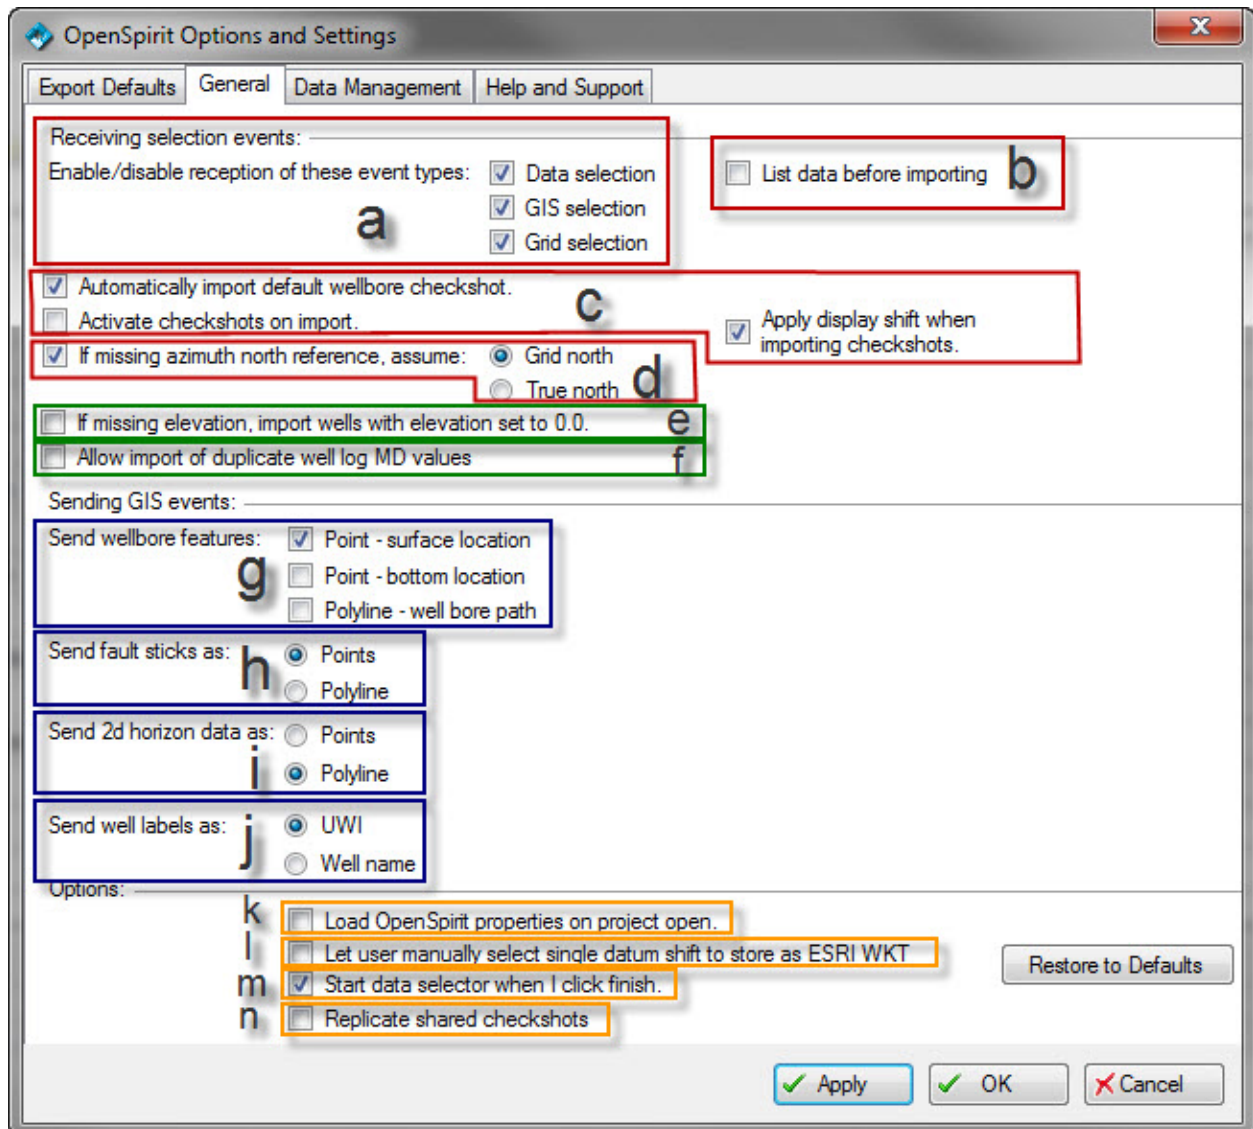 OpenSpirit Options and Settings
X
Export Defaults General Data Management Help and Support
Receiving selection events:
Enable/disable reception of these event types: Data selection
GIS selection
Grid selection
a
List data before importing b
Automatically import default wellbore checkshot.
Activate checkshots on import.
c
Apply display shift when
importing checkshots.
If missing azimuth north reference, assume: Grid north
True north
d
If missing elevation, import wells with elevation set to 0.0. e
Allow import of duplicate well log MD values f
Sending GIS events:
Send wellbore features: Point - surface location
g Point - bottom location
Polyline - well bore path
Send fault sticks as: Points
h Polyline
Send 2d horizon data as: Points
i Polyline
Send well labels as: UWI
j Well name
Options:
k Load OpenSpirit properties on project open.
l Let user manually select single datum shift to store as ESRI WKT
m Start data selector when I click finish.
n Replicate shared checkshots
Restore to Defaults
Apply OK Cancel